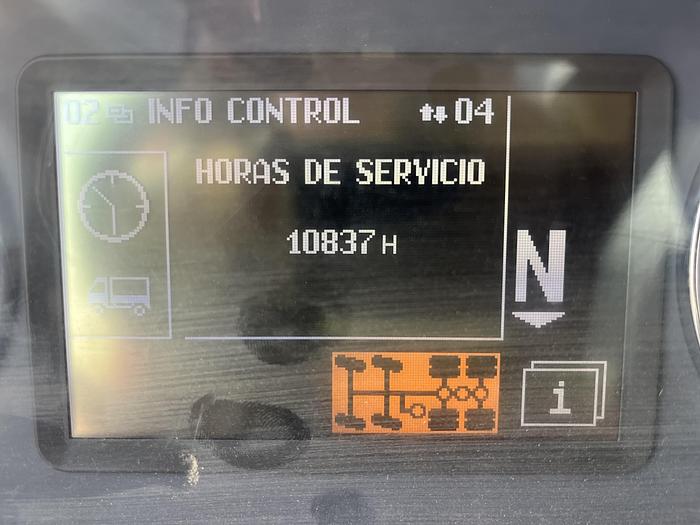 02 INFO CONTROL 04
HORAS DE SERVICIO
10837 H
N
i